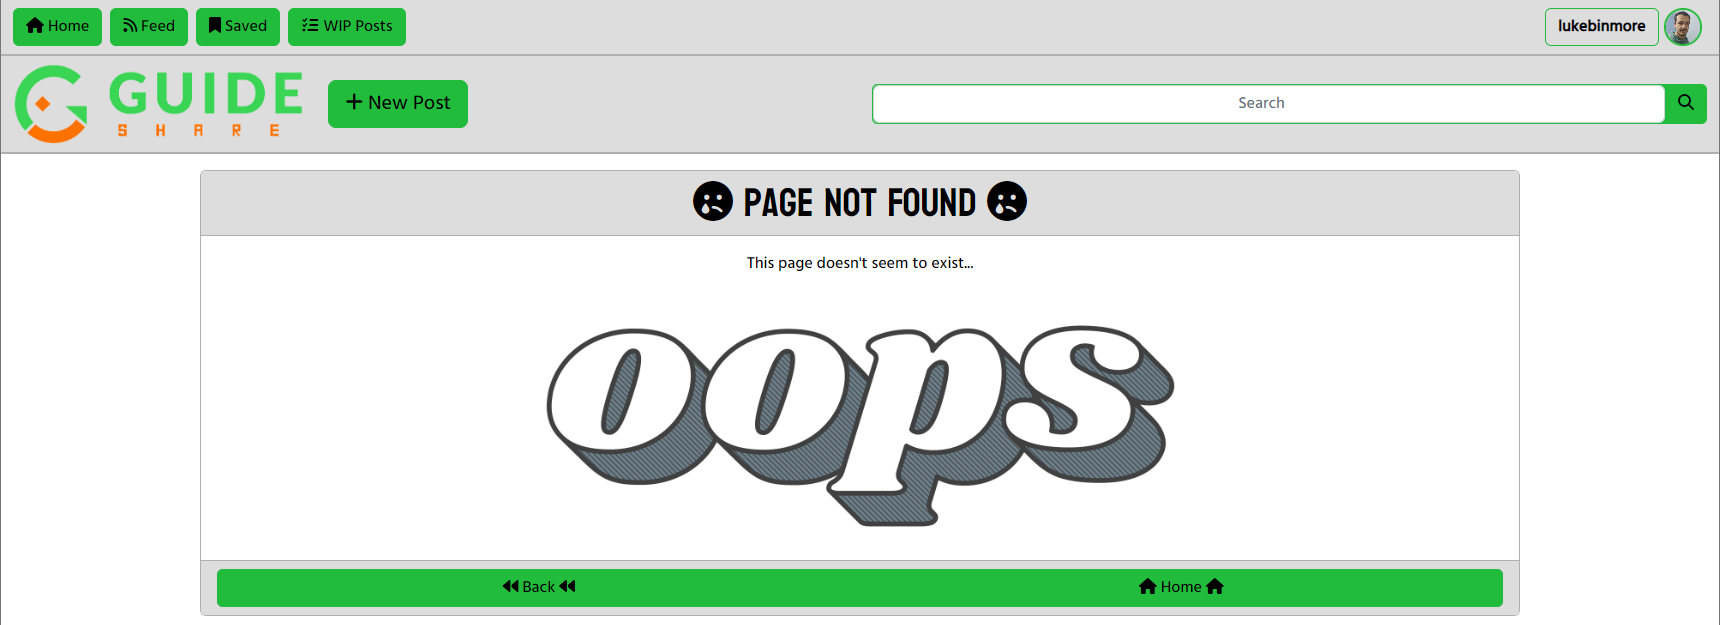 Home Feed Saved WIP Posts lukebinmore
GUIDE
SHARE
New Post Search
PAGE NOT FOUND
This page doesn't seem to exist...
oops
Back Home